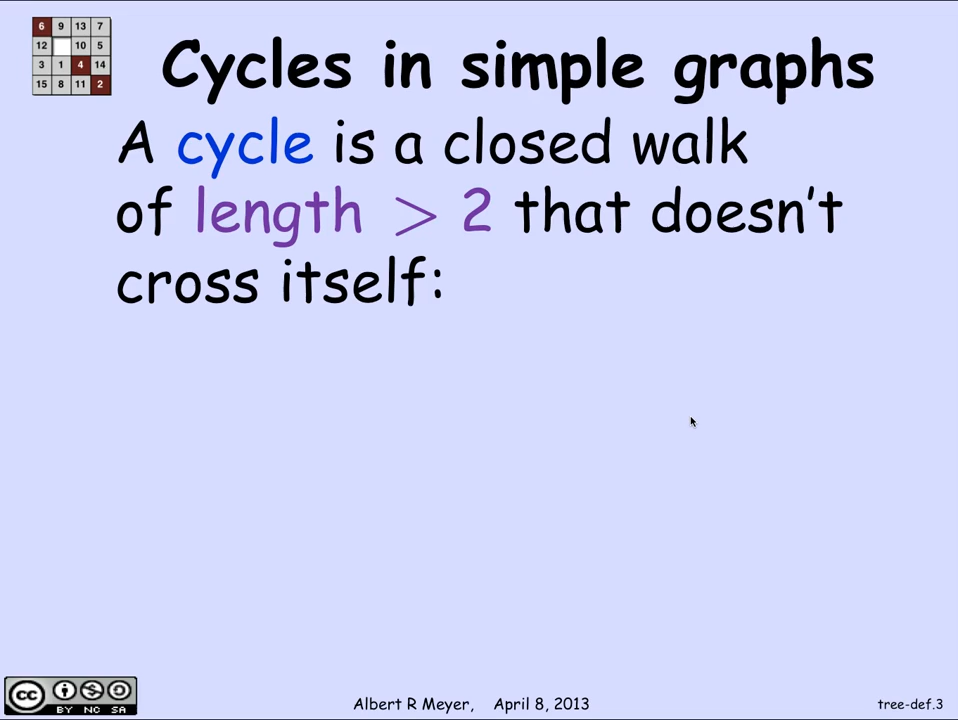 6 9 13 7
12 10 5
3 1 4 14
15 8 11 2
Cycles in simple graphs
A cycle is a closed walk
of length > 2 that doesn't
cross itself:
cc BY NC SA
Albert R Meyer, April 8, 2013
tree-def.3